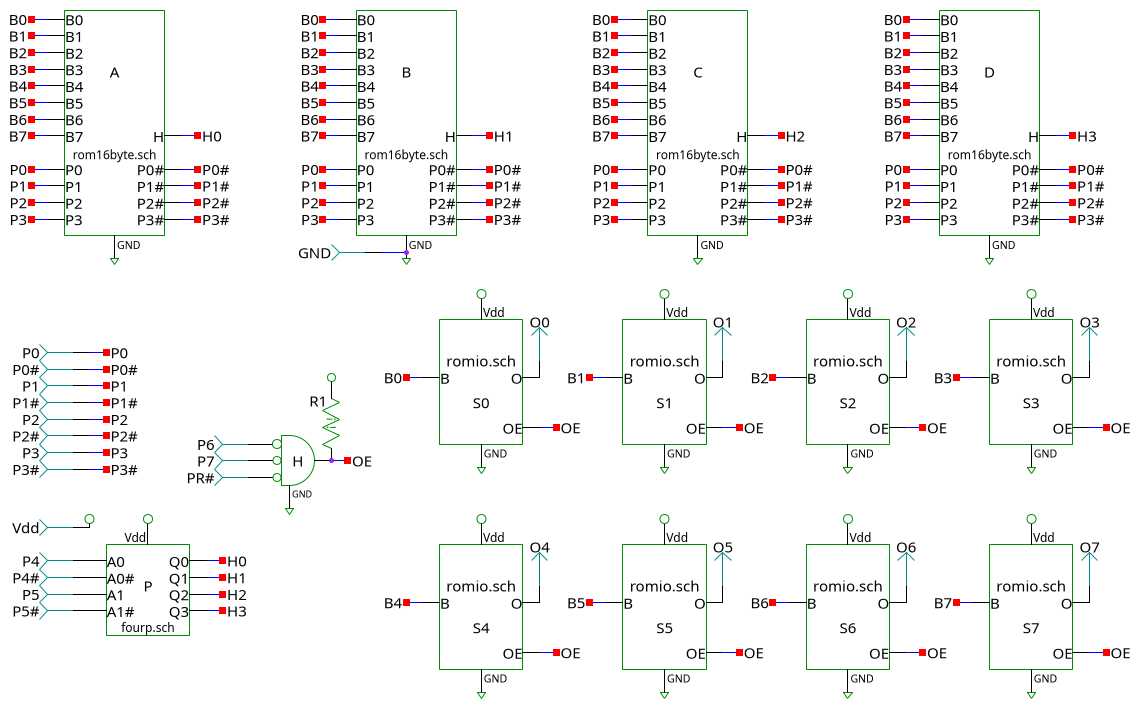 B0 B0 B0 B0 B0 B0 B0 B0
B1 B1 B1 B1 B1 B1 B1 B1
B2 B2 B2 B2 B2 B2 B2 B2
B3 B3 A B3 B3 B B3 B3 C B3 B3 D
B4 B4 B4 B4 B4 B4 B4 B4
B5 B5 B5 B5 B5 B5 B5 B5
B6 B6 B6 B6 B6 B6 B6 B6
B7 B7 H H0 B7 B7 H H1 B7 B7 H H2 B7 B7 H H3
rom16byte.sch rom16byte.sch rom16byte.sch rom16byte.sch
P0 P0 P0# P0# P0 P0 P0# P0# P0 P0 P0# P0# P0 P0 P0# P0#
P1 P1 P1# P1# P1 P1 P1# P1# P1 P1 P1# P1# P1 P1 P1# P1#
P2 P2 P2# P2# P2 P2 P2# P2# P2 P2 P2# P2# P2 P2 P2# P2#
P3 P3 P3# P3# P3 P3 P3# P3# P3 P3 P3# P3# P3 P3 P3# P3#
GND GND GND GND
GND
Vdd Vdd Vdd Vdd
O0 O1 O2 O3
P0 P0
P0# P0#
P1 P1
P1# P1#
P2 P2
P2# P2#
P3 P3
P3# P3#
romio.sch romio.sch romio.sch romio.sch
B0 B O B1 B O B2 B O B3 B O
S0 S1 S2 S3
OE OE OE OE OE OE OE OE
GND GND GND GND
R1
P6
P7 H OE
PR#
GND
Vdd
Vdd
P4 A0 Q0 H0
P4# A0# Q1 H1
P P5 A1 Q2 H2
P5# A1# Q3 H3
fourp.sch
Vdd Vdd Vdd Vdd
O4 O5 O6 O7
romio.sch romio.sch romio.sch romio.sch
B4 B O B5 B O B6 B O B7 B O
S4 S5 S6 S7
OE OE OE OE OE OE OE OE
GND GND GND GND